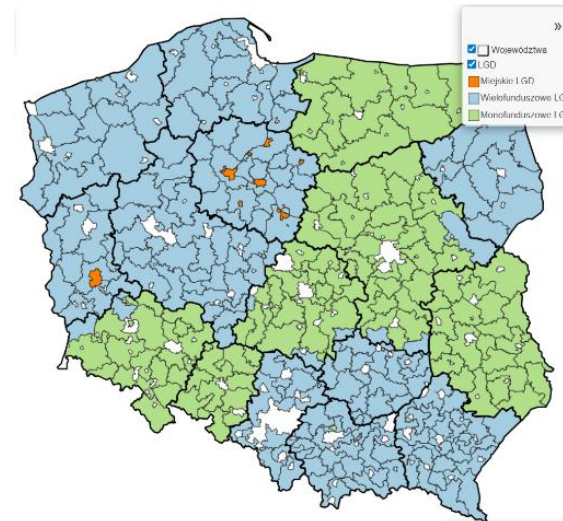 »
Województwa
LGD
Miejskie LGD
Wielofunduszowe LG
Monofunduszowe LG